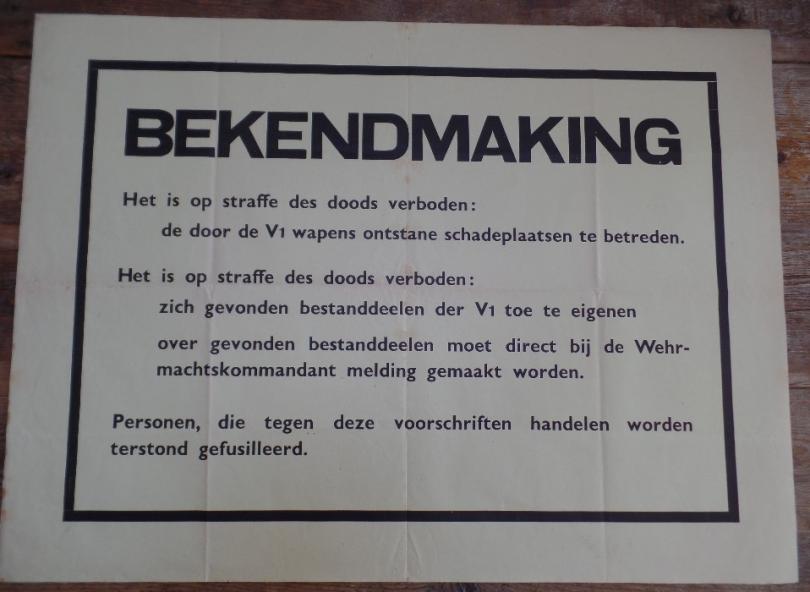 BEKENDMAKING
Het is op straffe des doods verboden:
de door de V1 wapens ontstane schadeplaatsen te betreden.
Het is op straffe des doods verboden:
zich gevonden bestanddeelen der V1 toe te eigenen
over gevonden bestanddeelen moet direct bij de Wehr-
machtskommandant melding gemaakt worden.
Personen, die tegen deze voorschriften handelen worden
terstond gefusilleerd.